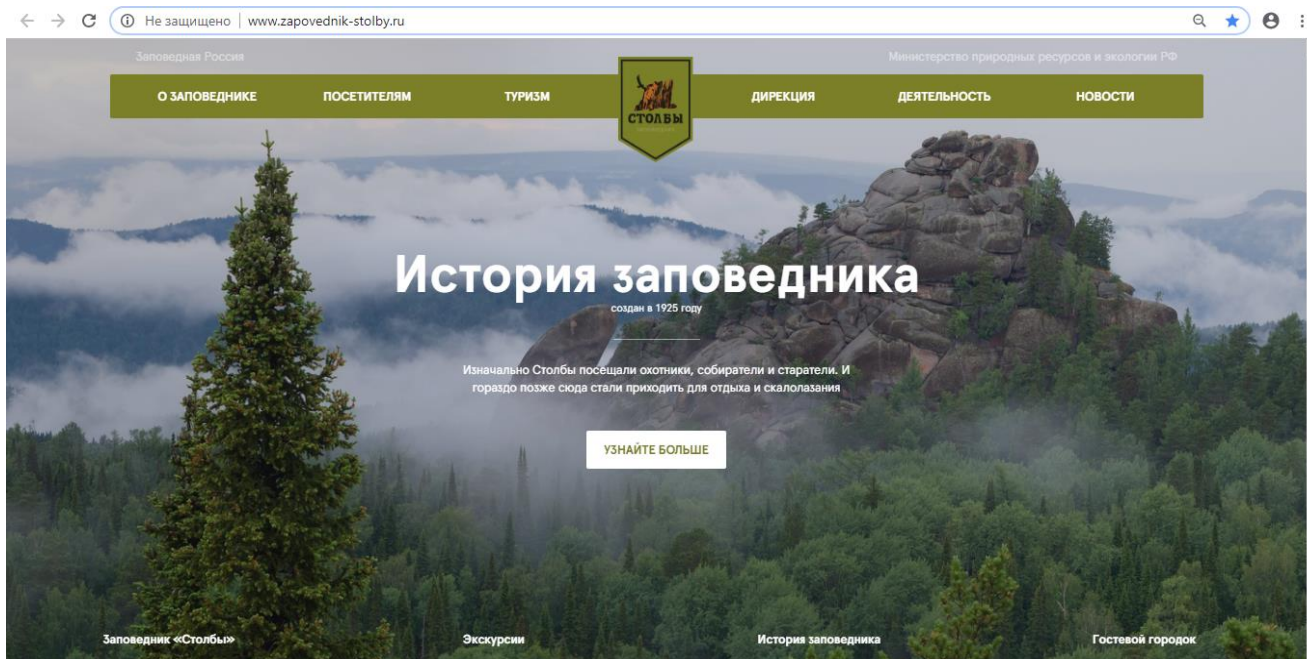 Не защищено | www.zapovednik-stolby.ru
Заповедная Россия
Министерство природных ресурсов и экологии РФ
О ЗАПОВЕДНИКЕ
ПОСЕТИТЕЛЯМ
ТУРИЗМ
СТОЛБЫ
ДИРЕКЦИЯ
ДЕЯТЕЛЬНОСТЬ
НОВОСТИ
История заповедника
создан в 1925 году
Изначально Столбы посещали охотники, собиратели и старатели. И
гораздо позже сюда стали приходить для отдыха и скалолазания
УЗНАЙТЕ БОЛЬШЕ
Заповедник «Столбы»
Экскурсии
История заповедника
Гостевой городок